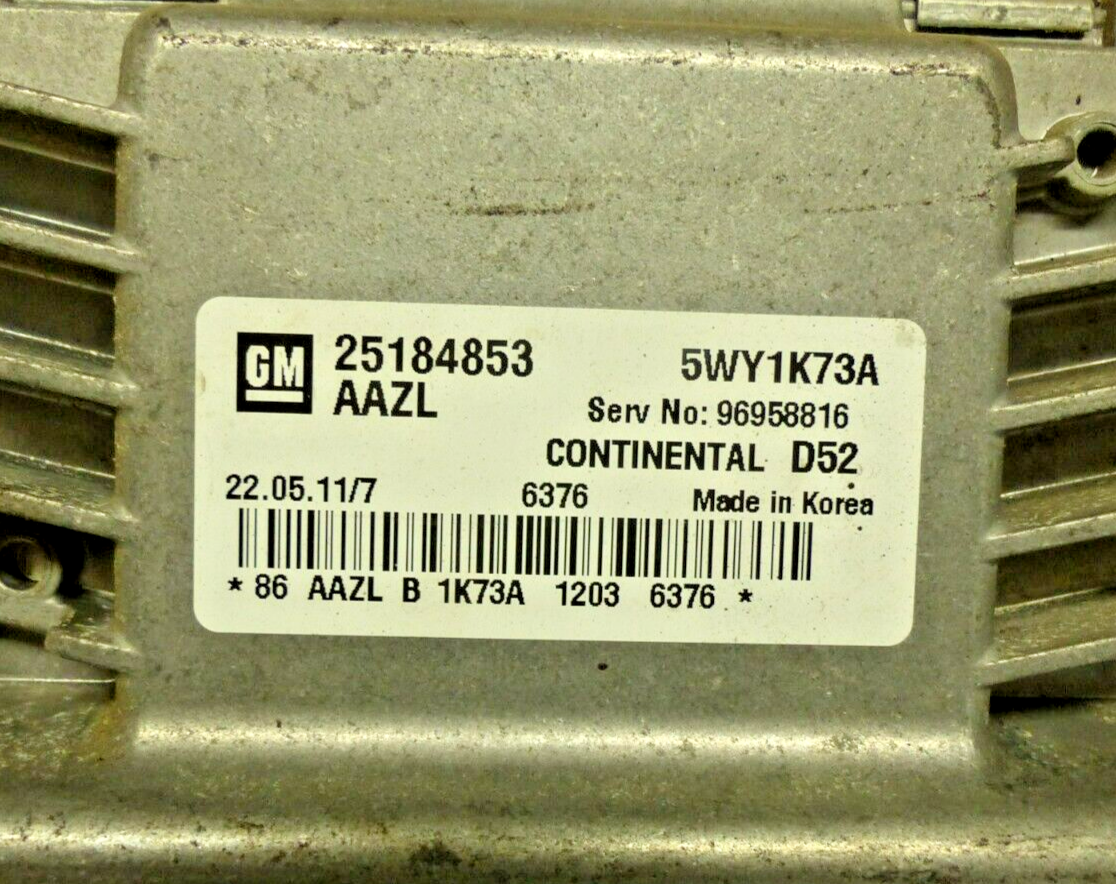 GM 25184853 5WY1K73A
AAZL Serv No: 96958816
CONTINENTAL D52
22.05.11/7 6376 Made in Korea
* 86 AAZL B 1K73A 1203 6376 *